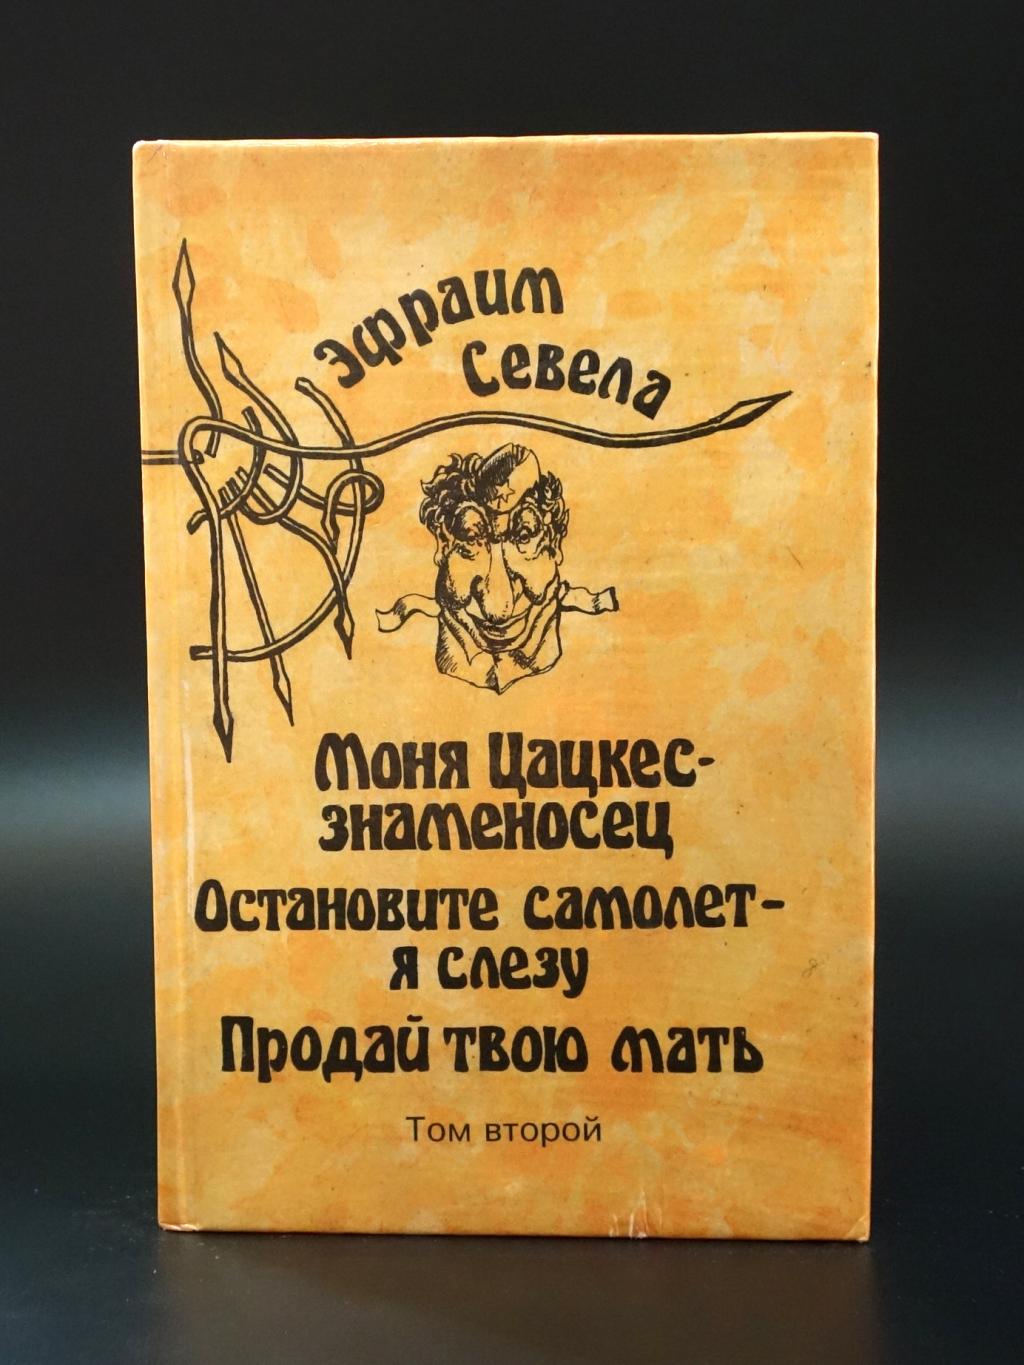 Эфраим
Севела
Моня Цацкес-
знаменосец
Остановите самолет-
я слезу
Продай твою мать
Том второй